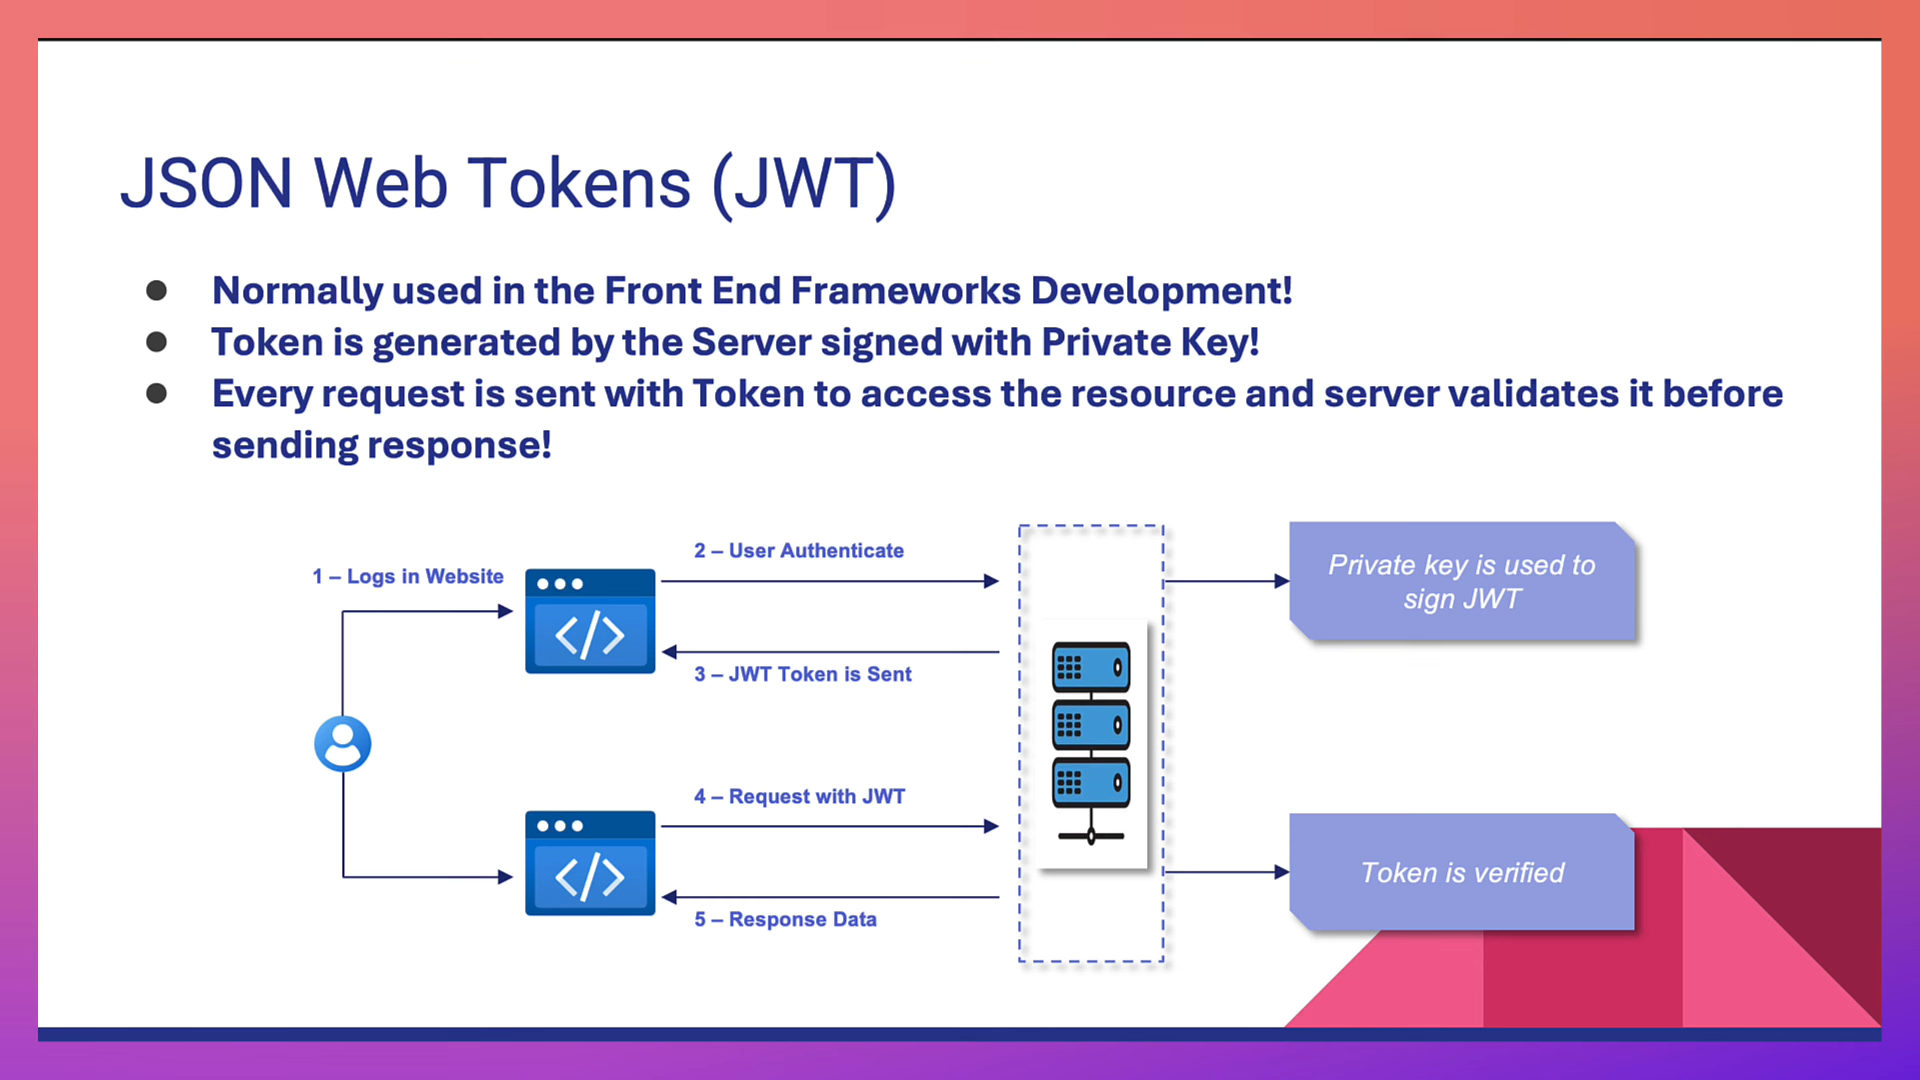 JSON Web Tokens (JWT)
● Normally used in the Front End Frameworks Development!
● Token is generated by the Server signed with Private Key!
● Every request is sent with Token to access the resource and server validates it before
sending response!
1 – Logs in Website
2 – User Authenticate
3 – JWT Token is Sent
Private key is used to
sign JWT
4 – Request with JWT
5 – Response Data
Token is verified